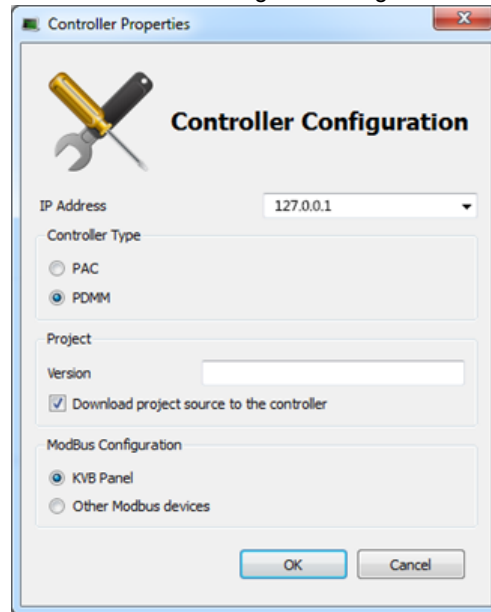 Controller Properties
Controller Configuration
IP Address 127.0.0.1
Controller Type
PAC
PDMM
Project
Version
Download project source to the controller
ModBus Configuration
KVB Panel
Other Modbus devices
OK Cancel